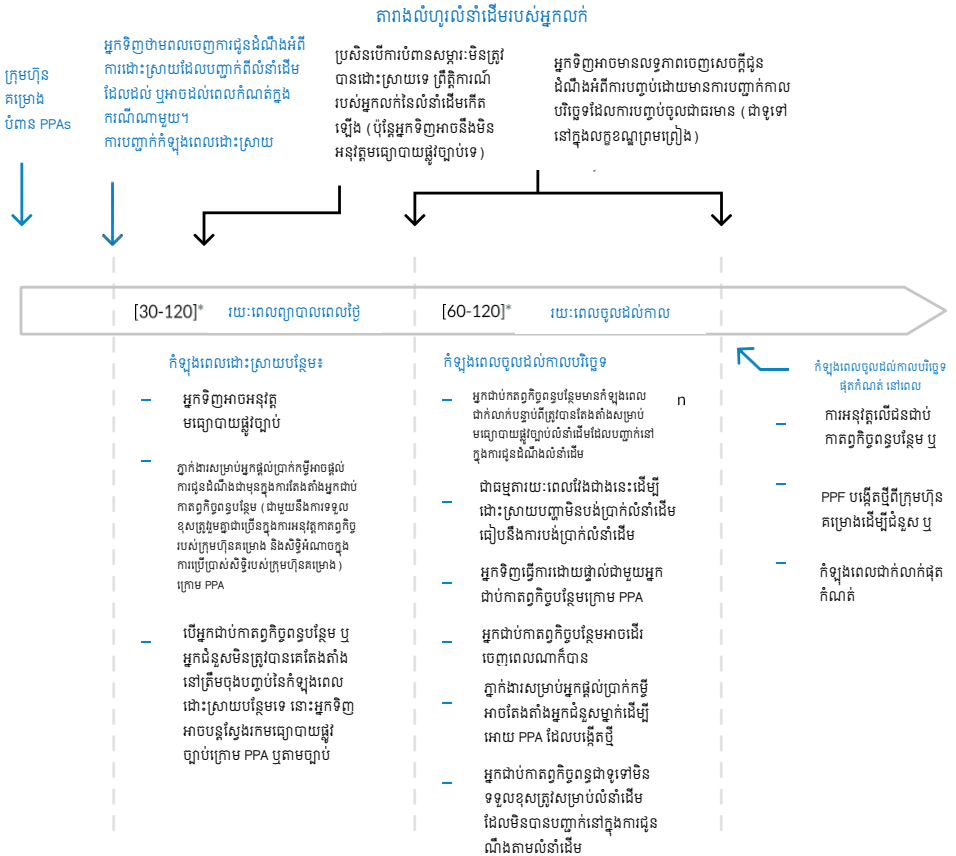 តារាងលំហូរលំនាំដើមរបស់អ្នកលក់
ក្រុមហ៊ុន
គម្រោង
បំពាន PPAs
អ្នកទិញថាមពលចេញការជូនដំណឹងអំពី
ការដោះស្រាយដែលបញ្ជាក់ពីលំនាំដើម
ដែលដល់ ឬអាចដល់ពេលកំណត់ក្នុង
ករណីណាមួយ។
ការបញ្ជាក់កំឡុងពេលដោះស្រាយ
ប្រសិនបើការបំពានសម្ភារៈមិនត្រូវ
បានដោះស្រាយទេ ព្រឹត្តិការណ៍
របស់អ្នកលក់នៃលំនាំដើមកើត
ឡើង (ប៉ុន្តែអ្នកទិញអាចនឹងមិន
អនុវត្តមធ្យោបាយផ្លូវច្បាប់ទេ)
អ្នកទិញអាចមានលទ្ធភាពចេញសេចក្តីជូន
ដំណឹងអំពីការបញ្ចប់ដោយមានការបញ្ជាក់កាល
បរិច្ឆេទដែលការបញ្ចប់ចូលជាធរមាន (ជាទូទៅ
នៅក្នុងលក្ខខណ្ឌព្រមព្រៀង)
[30-120]* រយៈពេលព្យាបាលពេលថ្ងៃ
[60-120]* រយៈពេលចូលដល់កាល
កំឡុងពេលដោះស្រាយបន្ថែម៖
– អ្នកទិញអាចអនុវត្ត
មធ្យោបាយផ្លូវច្បាប់
– ភ្នាក់ងារសម្រាប់អ្នកផ្តល់ប្រាក់កម្ចីអាចផ្តល់
ការជូនដំណឹងជាមុនក្នុងការតែងតាំងអ្នកជាប់
កាតព្វកិច្ចពន្ធបន្ថែម (ជាមួយនឹងការទទួល
ខុសត្រូវរួមគ្នាជាច្រើនក្នុងការអនុវត្តកាតព្វកិច្ច
របស់ក្រុមហ៊ុនគម្រោង និងសិទ្ធិអំណាចក្នុង
ការប្រើប្រាស់សិទ្ធិរបស់ក្រុមហ៊ុនគម្រោង)
ក្រោម PPA
– បើអ្នកជាប់កាតព្វកិច្ចពន្ធបន្ថែម ឬ
អ្នកជំនួសមិនត្រូវបានគេតែងតាំង
នៅត្រឹមចុងបញ្ចប់នៃកំឡុងពេល
ដោះស្រាយបន្ថែមទេ នោះអ្នកទិញ
អាចបន្តស្វែងរកមធ្យោបាយផ្លូវ
ច្បាប់ក្រោម PPA ឬតាមច្បាប់
កំឡុងពេលចូលដល់កាលបរិច្ឆេទ
– អ្នកជាប់កតព្វកិច្ចពន្ធបន្ថែមមានកំឡុងពេល n
ជាក់លាក់បន្ទាប់ពីត្រូវបានតែងតាំងសម្រាប់
មធ្យោបាយផ្លូវច្បាប់លំនាំដើមដែលបញ្ជាក់នៅ
ក្នុងការជូនដំណឹងលំនាំដើម
– ជាធម្មតារយៈពេលវែងជាងនេះដើម្បី
ដោះស្រាយបញ្ហាមិនបង់ប្រាក់លំនាំដើម
ធៀបនឹងការបង់ប្រាក់លំនាំដើម
– អ្នកទិញធ្វើការដោយផ្ទាល់ជាមួយអ្នក
ជាប់កាតព្វកិច្ចបន្ថែមក្រោម PPA
– អ្នកជាប់កាតព្វកិច្ចបន្ថែមអាចដើរ
ចេញពេលណាក៏បាន
– ភ្នាក់ងារសម្រាប់អ្នកផ្តល់ប្រាក់កម្ចី
អាចតែងតាំងអ្នកជំនួសម្នាក់ដើម្បី
អោយ PPA ដែលបង្កើតថ្មី
– អ្នកជាប់កាតព្វកិច្ចពន្ធជាទូទៅមិន
ទទួលខុសត្រូវសម្រាប់លំនាំដើម
ដែលមិនបានបញ្ជាក់នៅក្នុងការជូន
ណឹងតាមលំនាំដើម
កំឡុងពេលចូលដល់កាលបរិច្ឆេទ
ផុតកំណត់ នៅពេល
– ការអនុវត្តលើជនជាប់
កាតព្វកិច្ចពន្ធបន្ថែម ឬ
– PPF បង្កើតថ្មីពីក្រុមហ៊ុន
គម្រោងដើម្បីជំនួស ឬ
– កំឡុងពេលជាក់លាក់ផុត
កំណត់